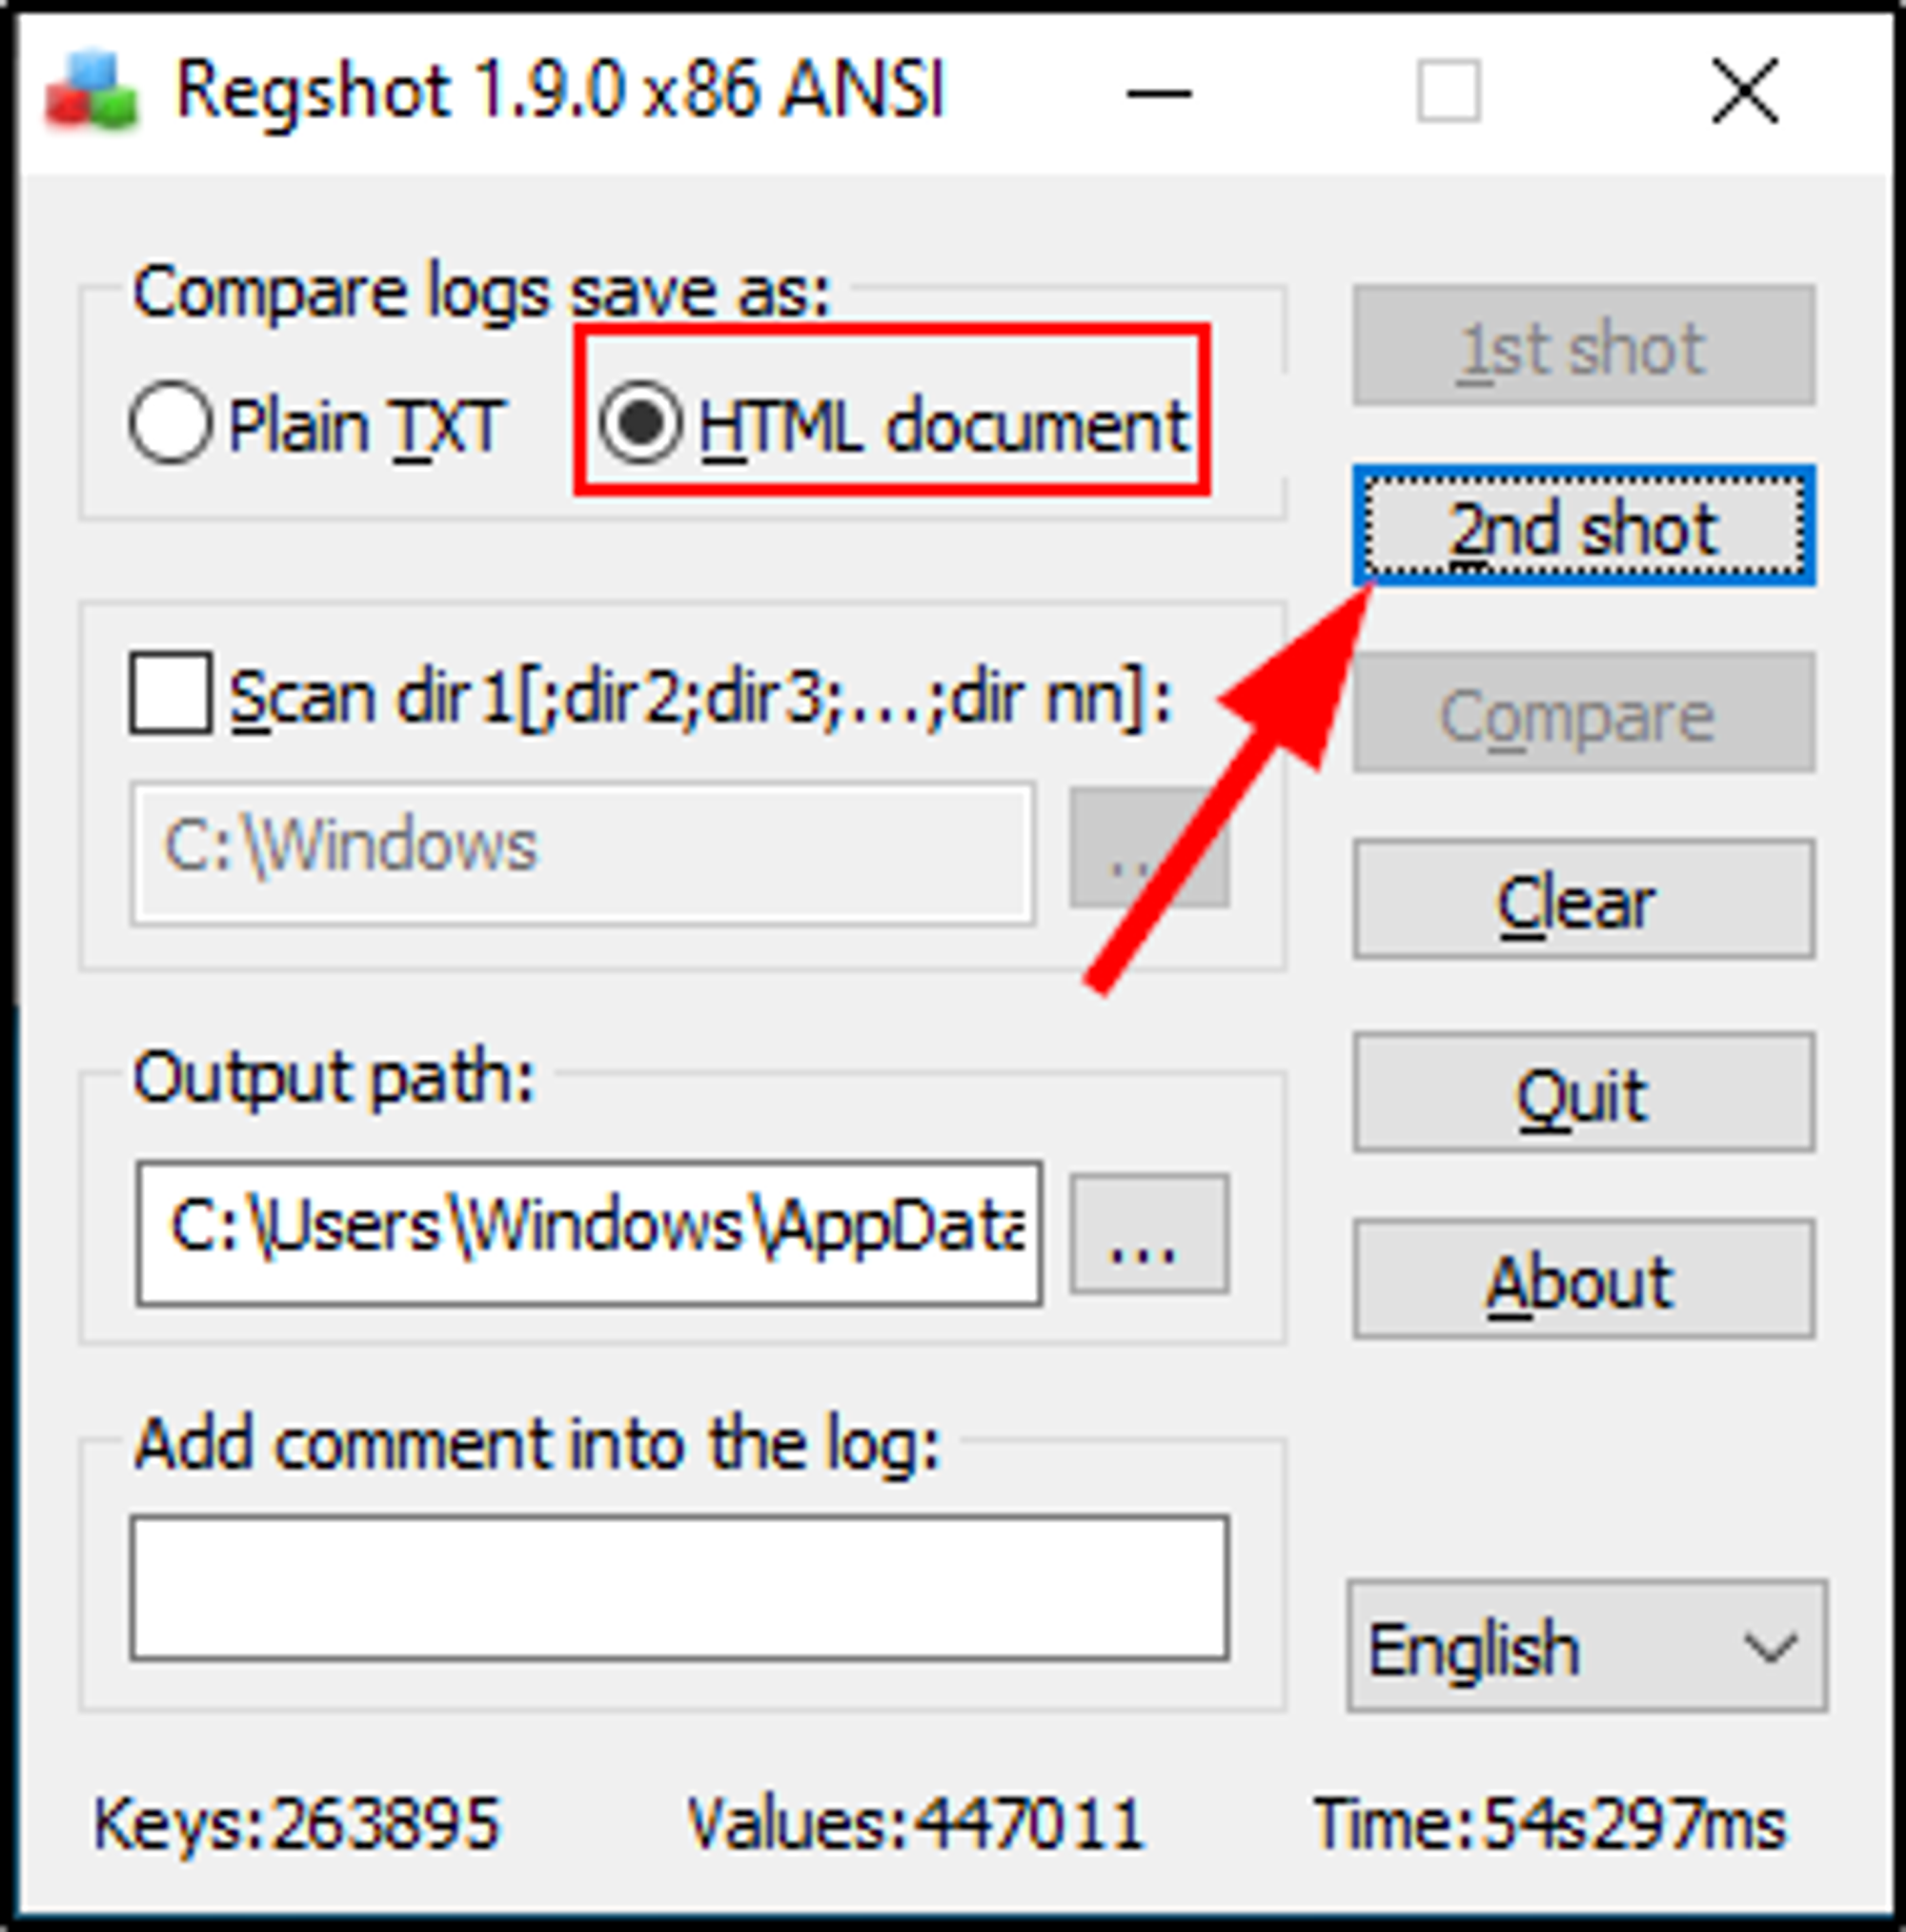 Regshot 1.9.0 x86 ANSI
Compare logs save as:
Plain TXT
HTML document
1st shot
2nd shot
Scan dir1[;dir2;dir3;...;dir nn]:
Compare
C:\Windows
Clear
Output path:
Quit
C:\Users\Windows\AppData
...
About
Add comment into the log:
English
Keys:263895 Values:447011 Time:54s297ms